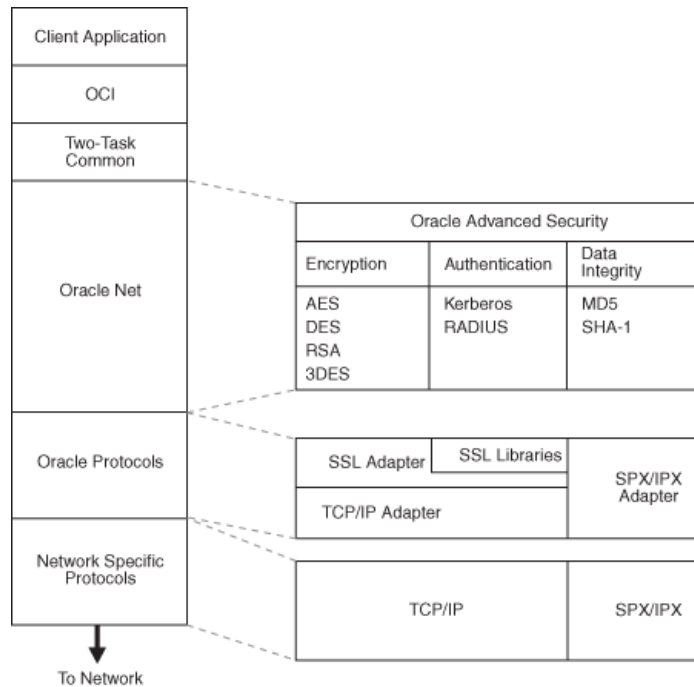 Client Application
OCI
Two-Task
Common
Oracle Net
Oracle Protocols
Network Specific
Protocols
To Network
Oracle Advanced Security
Encryption
AES
DES
RSA
3DES
Authentication
Kerberos
RADIUS
Data
Integrity
MD5
SHA-1
SSL Adapter
SSL Libraries
TCP/IP Adapter
SPX/IPX
Adapter
TCP/IP
SPX/IPX